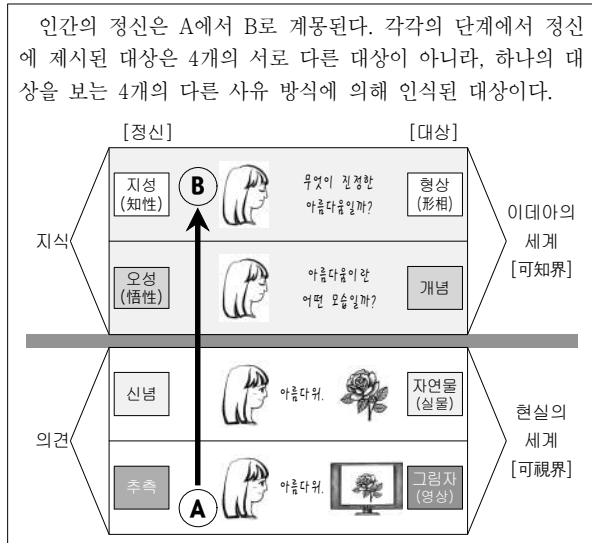 인간의 정신은 A에서 B로 계몽된다. 각각의 단계에서 정신
에 제시된 대상은 4개의 서로 다른 대상이 아니라, 하나의 대
상을 보는 4개의 다른 사유 방식에 의해 인식된 대상이다.
[정신] [대상]
지성
(知性)
B
무엇이 진정한
아름다움일까?
형상
(形相)
지식
이데아의
세계
[可知界]
오성
(悟性)
아름다움이란
어떤 모습일까?
개념
신념
아름다워.
자연물
(실물)
의견
현실의
세계
[可視界]
추측
A
아름다워.
그림자
(영상)